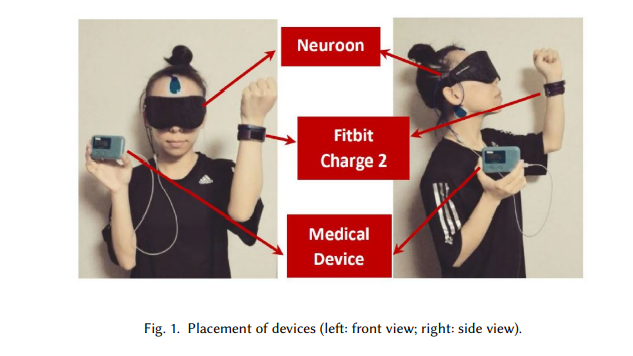 Neuroon
Fitbit
Charge 2
Medical
Device
Fig. 1. Placement of devices (left: front view; right: side view).